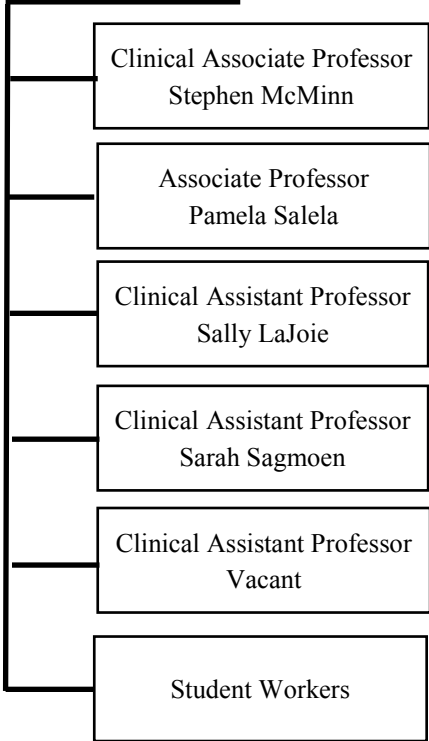 Clinical Associate Professor
Stephen McMinn
Associate Professor
Pamela Salela
Clinical Assistant Professor
Sally LaJoie
Clinical Assistant Professor
Sarah Sagmoen
Clinical Assistant Professor
Vacant
Student Workers